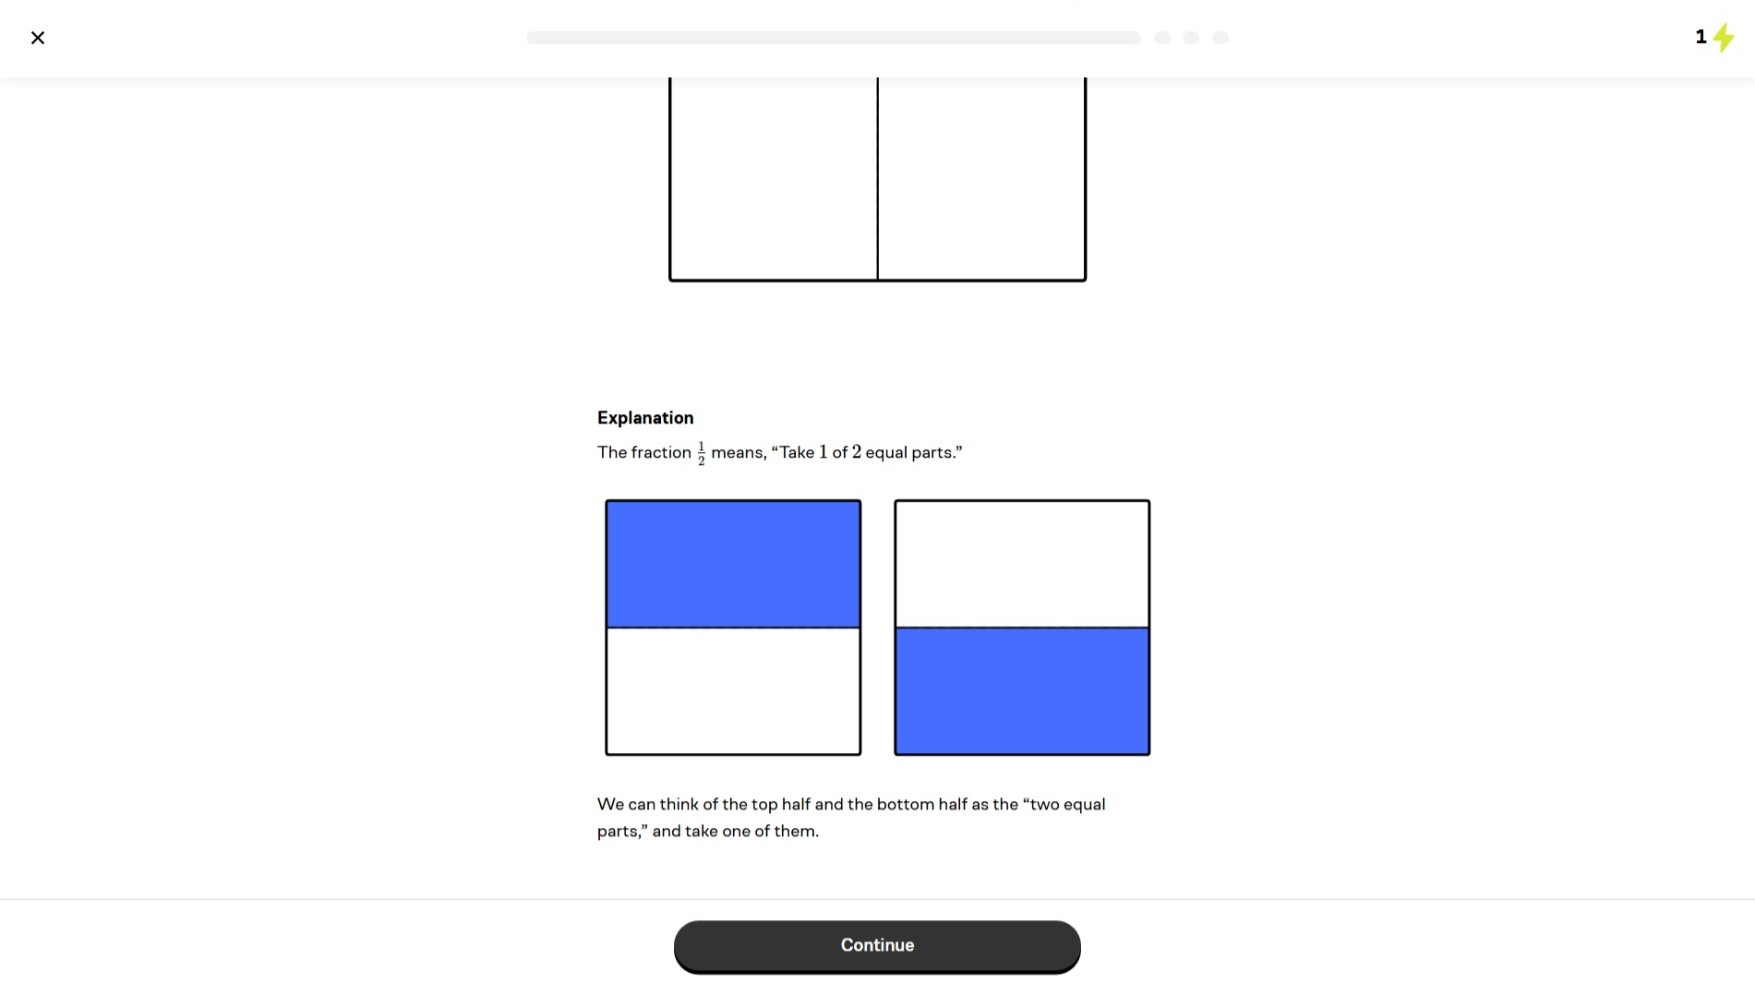 1
Explanation
The fraction 1/2 means, “Take 1 of 2 equal parts.”
We can think of the top half and the bottom half as the “two equal
parts,” and take one of them.
Continue